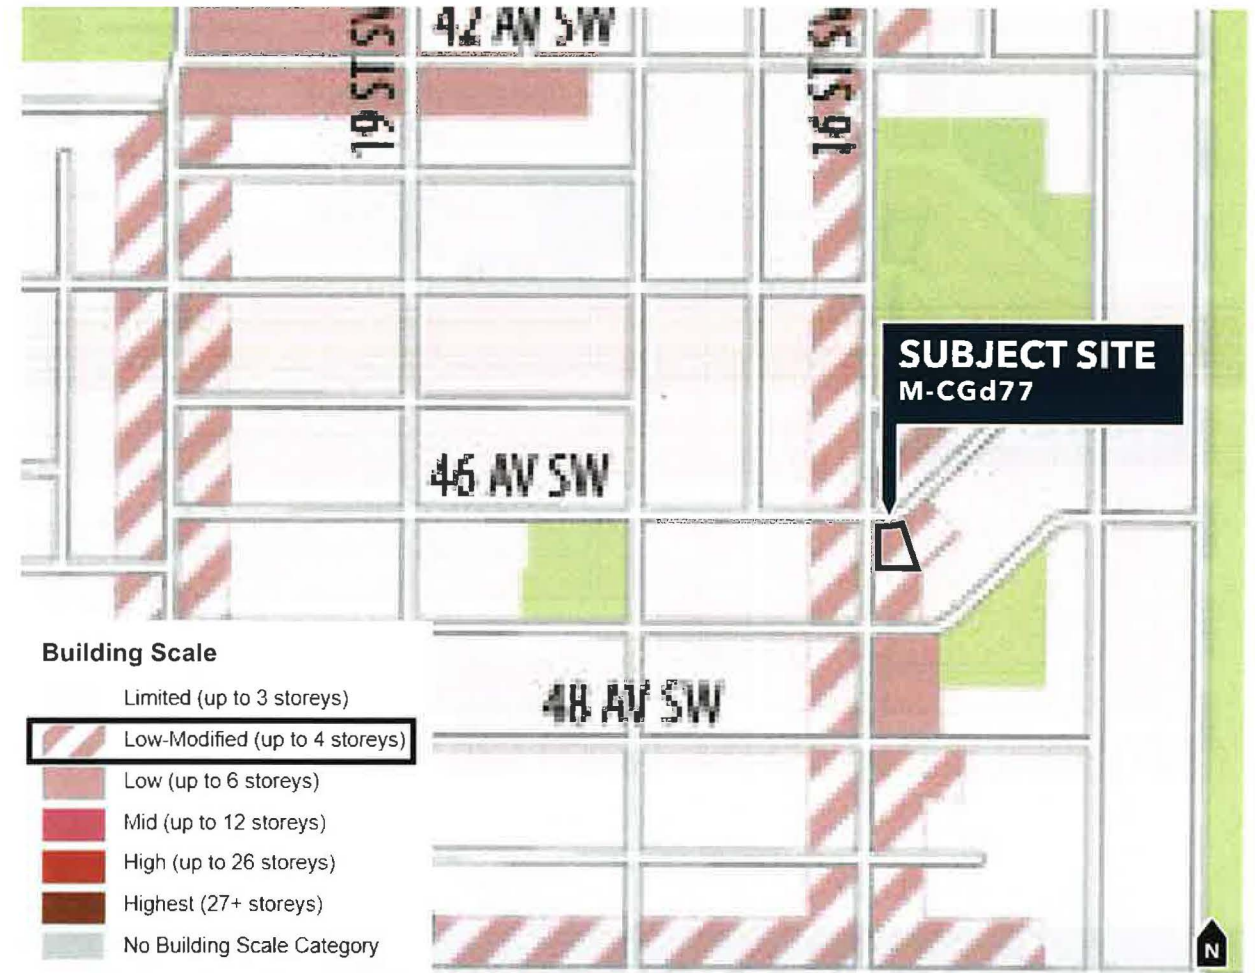 42 AV SW
19 ST SW
16 ST SW
SUBJECT SITE
M-CGd77
46 AV SW
48 AV SW
Building Scale
Limited (up to 3 storeys)
Low-Modified (up to 4 storeys)
Low (up to 6 storeys)
Mid (up to 12 storeys)
High (up to 26 storeys)
Highest (27+ storeys)
No Building Scale Category
N